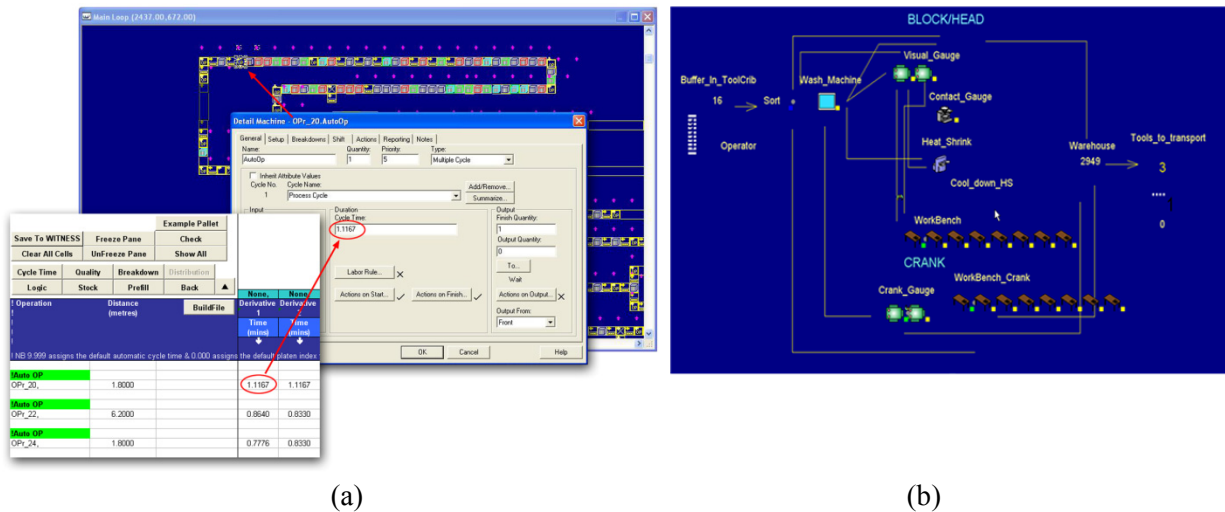 Main Loop (2437.00,672.00)
Detail Machine - OPr_20.AutoOp
General Setup Breakdowns Shift Actions Reporting Notes
Name: Quantity: Priority: Type:
AutoOp 1 5 Multiple Cycle
Inherit Attribute Values
Cycle No. Cycle Name:
1 Process Cycle
Add/Remove...
Summarize...
Input Duration Output
Cycle Time: Finish Quantity:
1.1167 1
Output Quantity:
0
Labor Rule... To...
Wait
Actions on Start... Actions on Finish... Actions on Output...
Output From:
Front
OK Cancel Help
Example Pallet
Save To WITNESS Freeze Pane Check
Clear All Cells UnFreeze Pane Show All
Cycle Time Quality Breakdown Distribution
Logic Stock Prefill Back
None, None,
! Operation Distance BuildFile Derivative Derivative
(metres) 1
Time Time
(mins) (mins)
! NB 9.999 assigns the default automatic cycle time & 0.000 assigns the default platen index
!Auto OP
OPr_20, 1.8000 1.1167 1.1167
!Auto OP
OPr_22, 6.2000 0.8640 0.8330
!Auto OP
OPr_24, 1.8000 0.7776 0.8330
(a)
BLOCK/HEAD
Visual_Gauge
Buffer_In_ToolCrib Wash_Machine
16 Sort
Contact_Gauge
Operator
Heat_Shrink
Warehouse Tools_to_transport
2949 3
Cool_down_HS
0
WorkBench
CRANK
WorkBench_Crank
Crank_Gauge
(b)